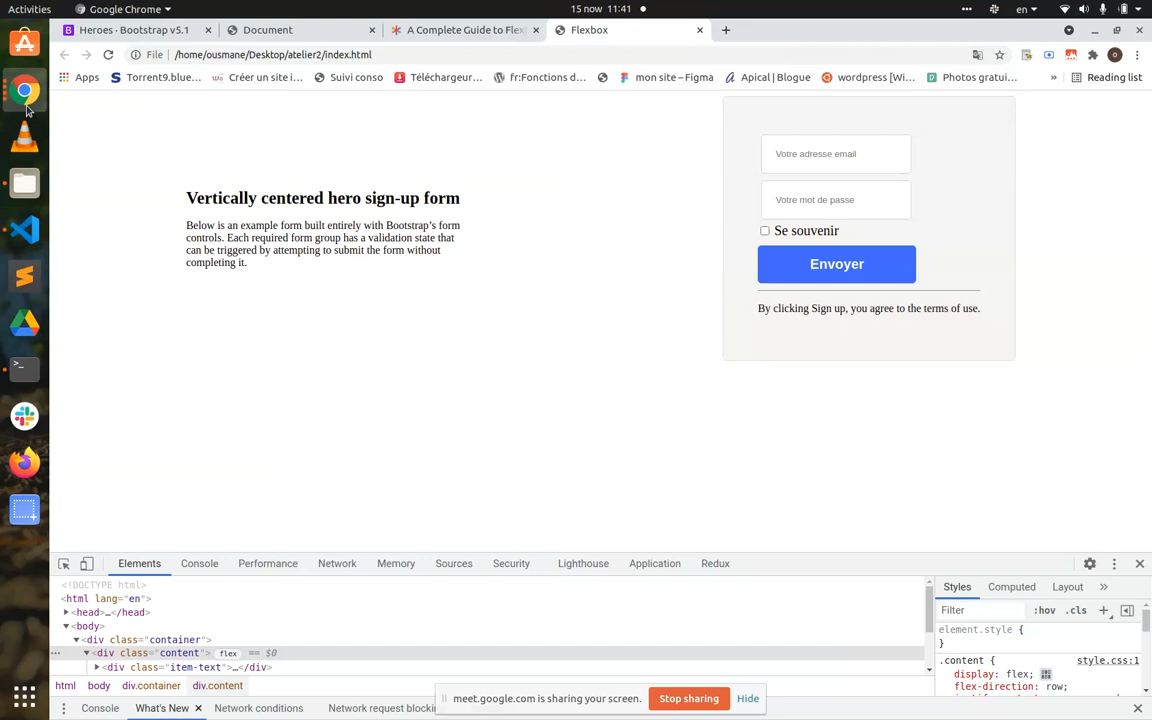 Activities Google Chrome 15 now 11:41 en
Heroes · Bootstrap v5.1 Document A Complete Guide to Flex Flexbox
File /home/ousmane/Desktop/atelier2/index.html
Apps Torrent9.blue... Créer un site i... Suivi conso Téléchargeur... fr:Fonctions d... mon site – Figma Apical | Blogue wordpress [Wi... Photos gratui... » Reading list
Votre adresse email
Votre mot de passe
Se souvenir
Envoyer
By clicking Sign up, you agree to the terms of use.
Vertically centered hero sign-up form
Below is an example form built entirely with Bootstrap’s form
controls. Each required form group has a validation state that
can be triggered by attempting to submit the form without
completing it.
Elements Console Performance Network Memory Sources Security Lighthouse Application Redux
<!DOCTYPE html>
<html lang="en">
<head>…</head>
<body>
<div class="container">
<div class="content"> flex == $0
<div class="item-text">…</div>
html body div.container div.content
Styles Computed Layout »
Filter :hov .cls
element.style {
}
.content { style.css:1
display: flex;
flex-direction: row;
meet.google.com is sharing your screen. Stop sharing Hide
Console What's New Network conditions Network request blockin